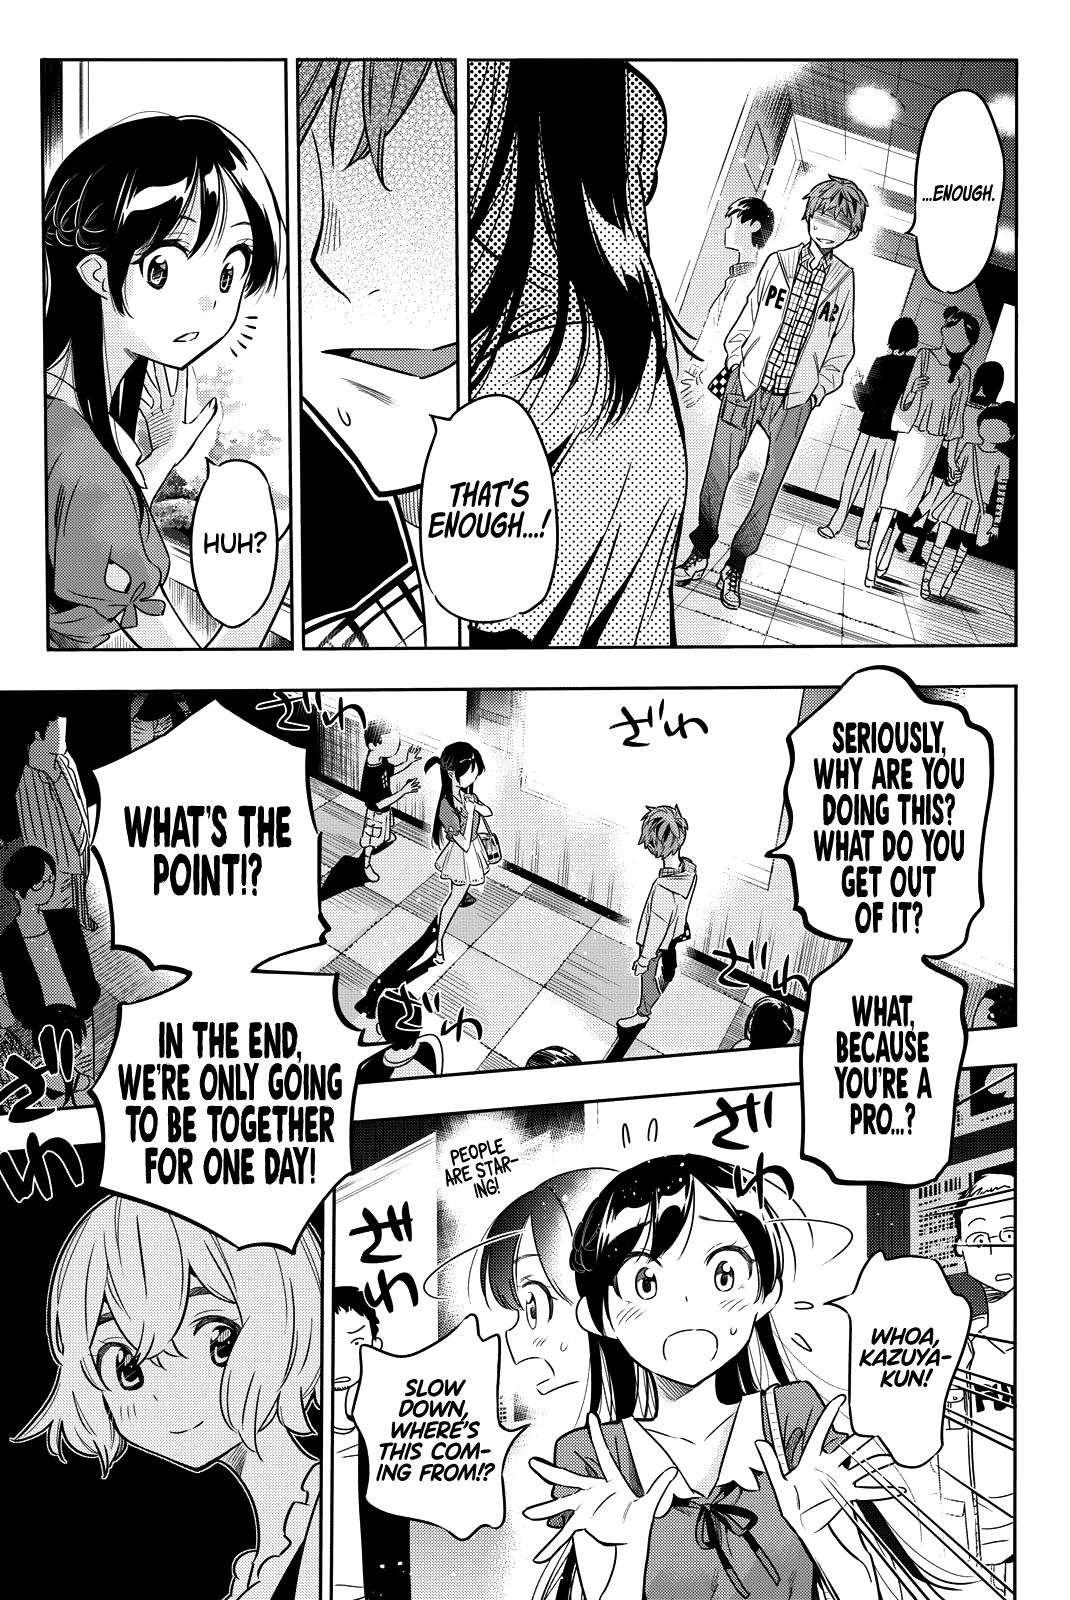 ...ENOUGH.
PE AR
THAT'S
ENOUGH...!
HUH?
SERIOUSLY,
WHY ARE YOU
DOING THIS?
WHAT DO YOU
GET OUT
OF IT?
WHAT,
BECAUSE
YOU'RE A
PRO...?
ざわ
ざわ
ざわ
ざわ
WHAT'S THE
POINT!?
IN THE END,
WE'RE ONLY GOING
TO BE TOGETHER
FOR ONE DAY!
ざわ
WHOA,
KAZUYA-
KUN!
ざわ
PEOPLE
ARE STAR-
ING!
ざわ
SLOW
DOWN,
WHERE'S
THIS COM-
ING FROM!?